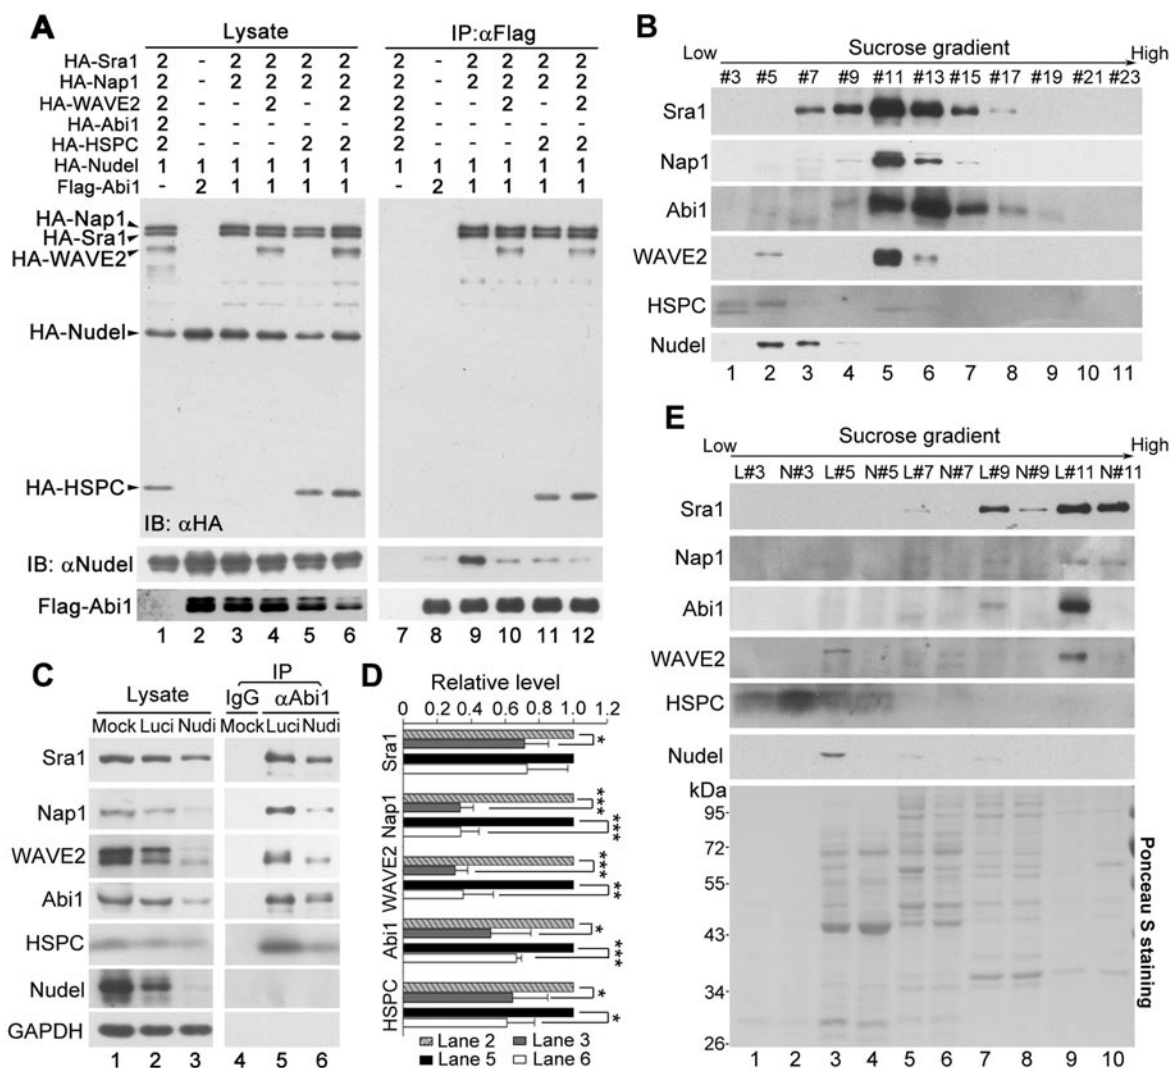 A
Lysate IP:αFlag
HA-Sra1 2 - 2 2 2 2 2 - 2 2 2 2
HA-Nap1 2 - 2 2 2 2 2 - 2 2 2 2
HA-WAVE2 2 - - 2 - 2 2 - - 2 - 2
HA-Abi1 2 - - - - - 2 - - - - -
HA-HSPC 2 - - - 2 2 2 - - - 2 2
HA-Nudel 1 1 1 1 1 1 1 1 1 1 1 1
Flag-Abi1 - 2 1 1 1 1 - 2 1 1 1 1
HA-Nap1
HA-Sra1
HA-WAVE2
HA-Nudel
HA-HSPC
IB: αHA
IB: αNudel
Flag-Abi1
1 2 3 4 5 6 7 8 9 10 11 12
B
Low Sucrose gradient High
#3 #5 #7 #9 #11 #13 #15 #17 #19 #21 #23
Sra1
Nap1
Abi1
WAVE2
HSPC
Nudel
1 2 3 4 5 6 7 8 9 10 11
C
IP
Lysate IgG αAbi1
Mock Luci Nudi Mock Luci Nudi
Sra1
Nap1
WAVE2
Abi1
HSPC
Nudel
GAPDH
1 2 3 4 5 6
D
Relative level
0 0.2 0.4 0.6 0.8 1.0 1.2
Sra1
*
Nap1
***
***
WAVE2
***
**
Abi1
*
***
HSPC
*
*
Lane 2 Lane 3
Lane 5 Lane 6
E
Low Sucrose gradient High
L#3 N#3 L#5 N#5 L#7 N#7 L#9 N#9 L#11 N#11
Sra1
Nap1
Abi1
WAVE2
HSPC
Nudel
kDa
95-
72-
55-
43-
34-
26-
Ponceau S staining
1 2 3 4 5 6 7 8 9 10